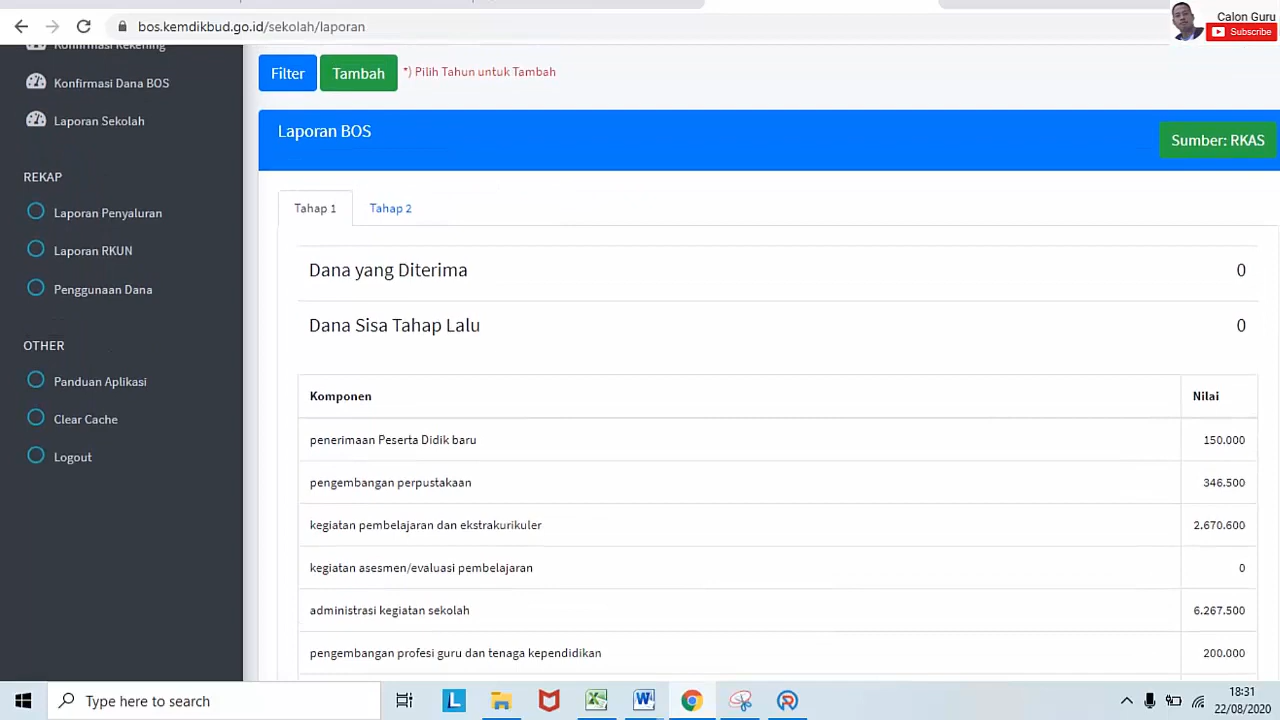 Calon Guru
Subscribe
bos.kemdikbud.go.id/sekolah/laporan
Konfirmasi Rekening
Konfirmasi Dana BOS
Laporan Sekolah
REKAP
Laporan Penyaluran
Laporan RKUN
Penggunaan Dana
OTHER
Panduan Aplikasi
Clear Cache
Logout
Filter
Tambah
*) Pilih Tahun untuk Tambah
Laporan BOS
Sumber: RKAS
Tahap 1
Tahap 2
Dana yang Diterima 0
Dana Sisa Tahap Lalu 0
Komponen Nilai
penerimaan Peserta Didik baru 150.000
pengembangan perpustakaan 346.500
kegiatan pembelajaran dan ekstrakurikuler 2.670.600
kegiatan asesmen/evaluasi pembelajaran 0
administrasi kegiatan sekolah 6.267.500
pengembangan profesi guru dan tenaga kependidikan 200.000
Type here to search
L
18:31
22/08/2020